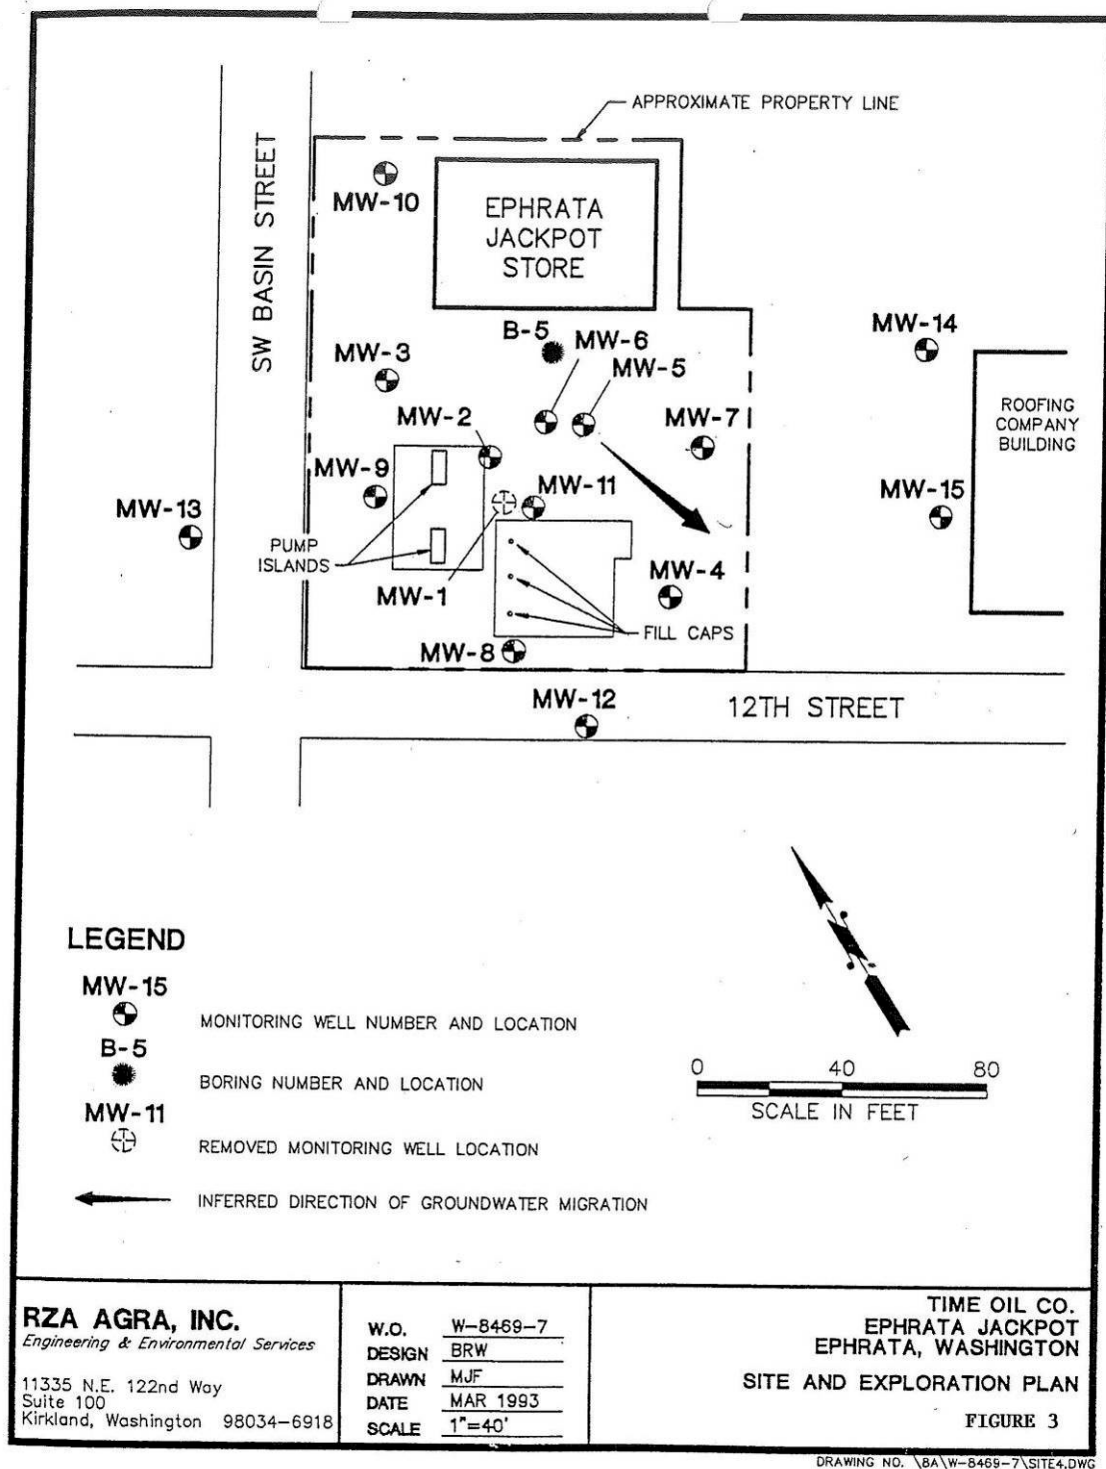 APPROXIMATE PROPERTY LINE
SW BASIN STREET
MW-10
EPHRATA
JACKPOT
STORE
B-5
MW-6
MW-5
MW-3
MW-2
MW-7
MW-14
ROOFING
COMPANY
BUILDING
MW-9
MW-11
MW-13
MW-15
PUMP
ISLANDS
MW-1
MW-4
FILL CAPS
MW-8
MW-12
12TH STREET
LEGEND
MW-15
MONITORING WELL NUMBER AND LOCATION
B-5
BORING NUMBER AND LOCATION
MW-11
REMOVED MONITORING WELL LOCATION
INFERRED DIRECTION OF GROUNDWATER MIGRATION
0 40 80
SCALE IN FEET
RZA AGRA, INC.
Engineering & Environmental Services
11335 N.E. 122nd Way
Suite 100
Kirkland, Washington 98034-6918
W.O. W-8469-7
DESIGN BRW
DRAWN MJF
DATE MAR 1993
SCALE 1"=40'
TIME OIL CO.
EPHRATA JACKPOT
EPHRATA, WASHINGTON
SITE AND EXPLORATION PLAN
FIGURE 3
DRAWING NO. \8A\W-8469-7\SITE4.DWG